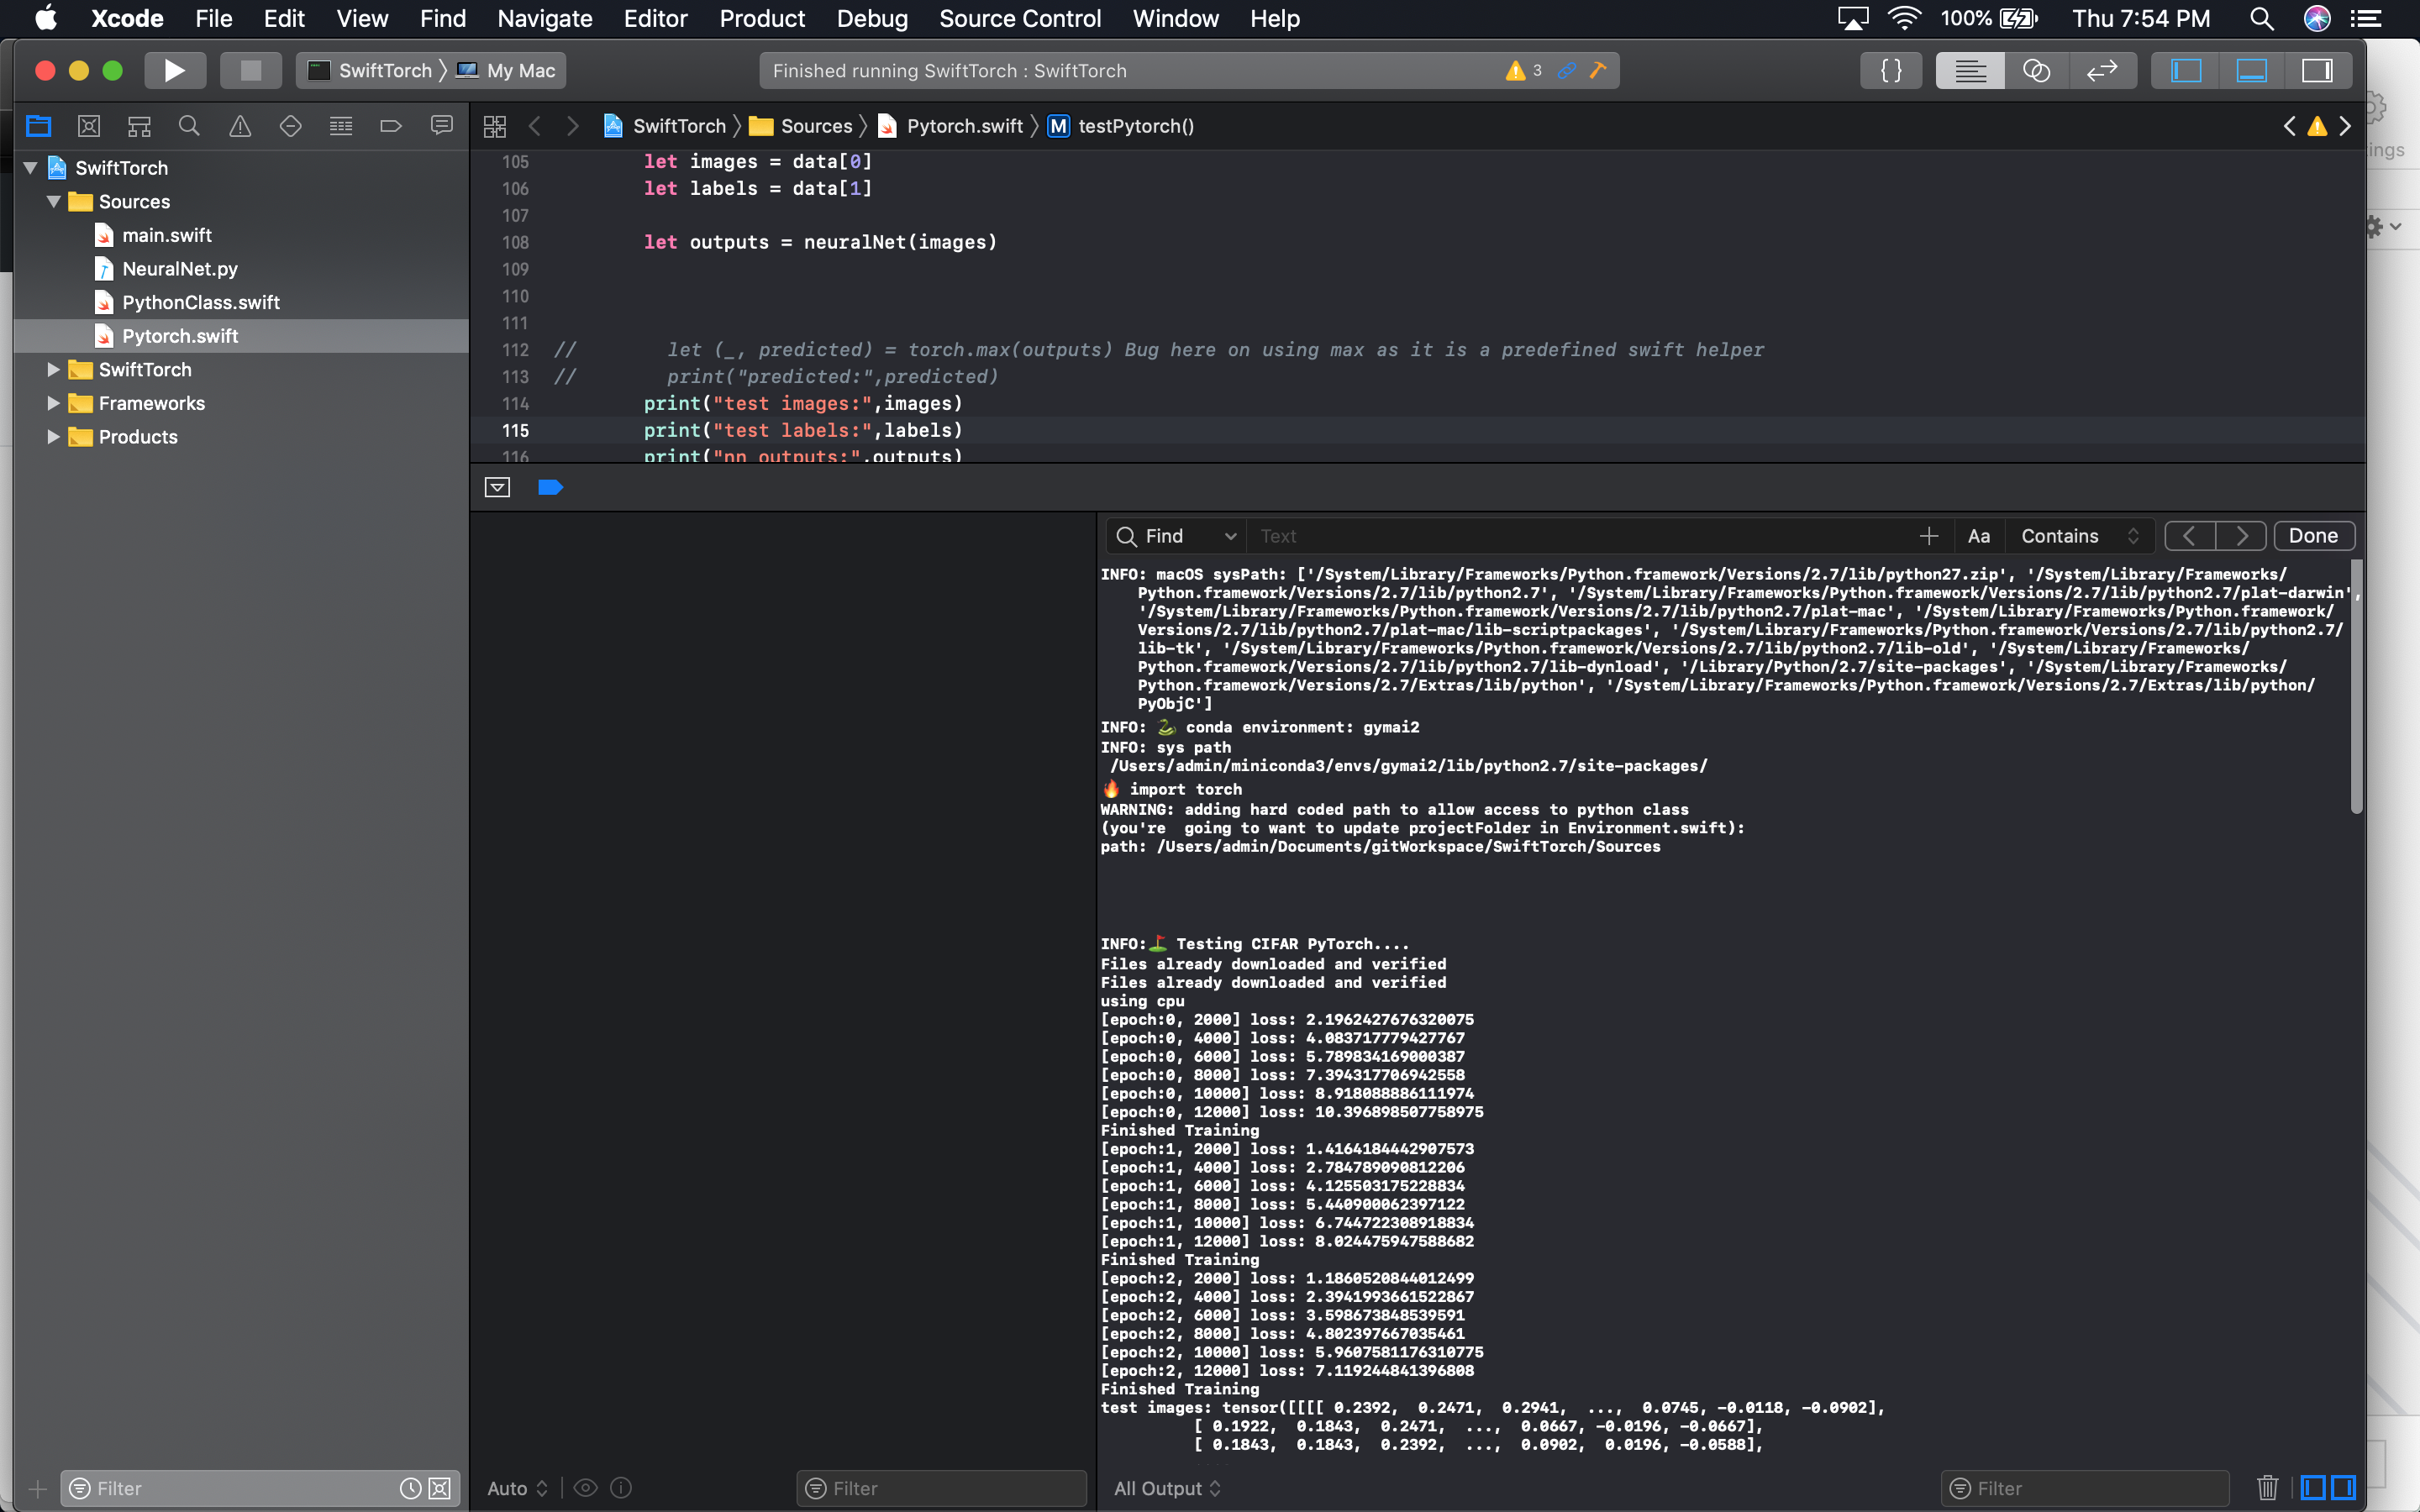 Xcode File Edit View Find Navigate Editor Product Debug Source Control Window Help 100% Thu 7:54 PM
SwiftTorch My Mac Finished running SwiftTorch : SwiftTorch 3 {}
SwiftTorch Sources Pytorch.swift M testPytorch()
SwiftTorch
Sources
main.swift
NeuralNet.py
PythonClass.swift
Pytorch.swift
SwiftTorch
Frameworks
Products
Filter
105 let images = data[0]
106 let labels = data[1]
107
108 let outputs = neuralNet(images)
109
110
111
112 // let (_, predicted) = torch.max(outputs) Bug here on using max as it is a predefined swift helper
113 // print("predicted:",predicted)
114 print("test images:",images)
115 print("test labels:",labels)
116 print("nn outputs:",outputs)
Find Text Aa Contains Done
INFO: macOS sysPath: ['/System/Library/Frameworks/Python.framework/Versions/2.7/lib/python27.zip', '/System/Library/Frameworks/
Python.framework/Versions/2.7/lib/python2.7', '/System/Library/Frameworks/Python.framework/Versions/2.7/lib/python2.7/plat-darwin',
'/System/Library/Frameworks/Python.framework/Versions/2.7/lib/python2.7/plat-mac', '/System/Library/Frameworks/Python.framework/
Versions/2.7/lib/python2.7/plat-mac/lib-scriptpackages', '/System/Library/Frameworks/Python.framework/Versions/2.7/lib/python2.7/
lib-tk', '/System/Library/Frameworks/Python.framework/Versions/2.7/lib/python2.7/lib-old', '/System/Library/Frameworks/
Python.framework/Versions/2.7/lib/python2.7/lib-dynload', '/Library/Python/2.7/site-packages', '/System/Library/Frameworks/
Python.framework/Versions/2.7/Extras/lib/python', '/System/Library/Frameworks/Python.framework/Versions/2.7/Extras/lib/python/
PyObjC']
INFO: 🐍 conda environment: gymai2
INFO: sys path
/Users/admin/miniconda3/envs/gymai2/lib/python2.7/site-packages/
🔥 import torch
WARNING: adding hard coded path to allow access to python class
(you're  going to want to update projectFolder in Environment.swift):
path: /Users/admin/Documents/gitWorkspace/SwiftTorch/Sources
INFO:⛳ Testing CIFAR PyTorch....
Files already downloaded and verified
Files already downloaded and verified
using cpu
[epoch:0, 2000] loss: 2.1962427676320075
[epoch:0, 4000] loss: 4.083717779427767
[epoch:0, 6000] loss: 5.789834169000387
[epoch:0, 8000] loss: 7.394317706942558
[epoch:0, 10000] loss: 8.918088886111974
[epoch:0, 12000] loss: 10.396898507758975
Finished Training
[epoch:1, 2000] loss: 1.4164184442907573
[epoch:1, 4000] loss: 2.784789090812206
[epoch:1, 6000] loss: 4.125503175228834
[epoch:1, 8000] loss: 5.440900062397122
[epoch:1, 10000] loss: 6.744722308918834
[epoch:1, 12000] loss: 8.024475947588682
Finished Training
[epoch:2, 2000] loss: 1.1860520844012499
[epoch:2, 4000] loss: 2.3941993661522867
[epoch:2, 6000] loss: 3.598673848539591
[epoch:2, 8000] loss: 4.802397667035461
[epoch:2, 10000] loss: 5.9607581176310775
[epoch:2, 12000] loss: 7.119244841396808
Finished Training
test images: tensor([[[[ 0.2392,  0.2471,  0.2941,  ...,  0.0745, -0.0118, -0.0902],
[ 0.1922,  0.1843,  0.2471,  ...,  0.0667, -0.0196, -0.0667],
[ 0.1843,  0.1843,  0.2392,  ...,  0.0902,  0.0196, -0.0588],
Auto Filter All Output Filter